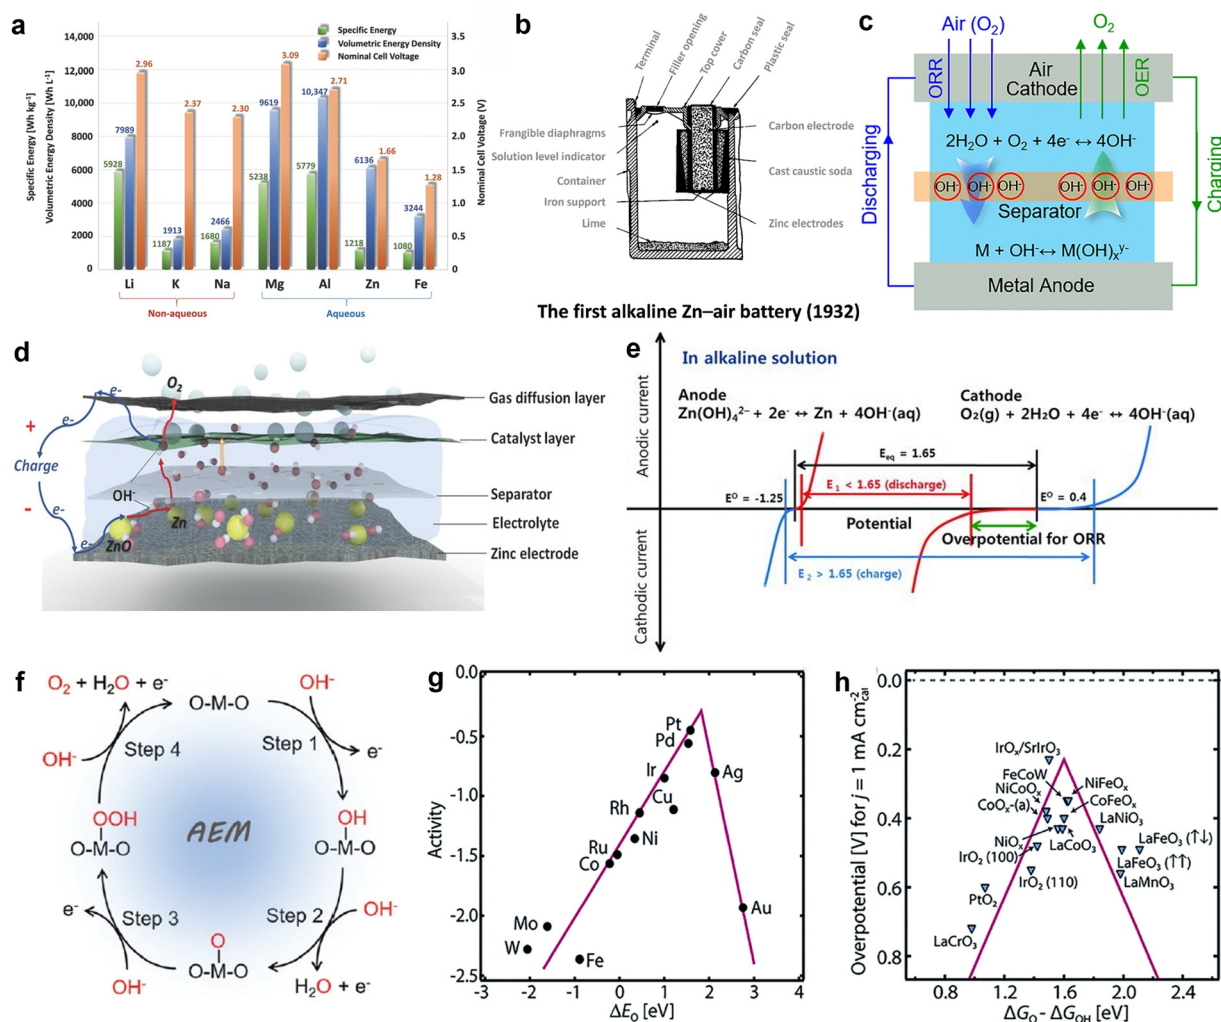 a
Specific Energy
Volumetric Energy Density
Nominal Cell Voltage
Specific Energy [Wh kg⁻¹]
Volumetric Energy Density [Wh L⁻¹]
14,000
12,000
10,000
8000
6000
4000
2000
0
3.5
3.0
2.5
2.0
1.5
1.0
0.5
0.0
Nominal Cell Voltage (V)
5928
7989
2.96
1187
1913
2.37
1680
2466
2.30
5238
9619
3.09
5779
10,347
2.71
1218
6136
1.66
1080
3244
1.28
Li K Na Mg Al Zn Fe
Non-aqueous
Aqueous
b
Terminal
Filler opening
Top cover
Carbon seal
Plastic seal
Frangible diaphragms
Solution level indicator
Container
Iron support
Lime
Carbon electrode
Cast caustic soda
Zinc electrodes
The first alkaline Zn–air battery (1932)
c
Air (O₂)
O₂
ORR
OER
Air
Cathode
2H₂O + O₂ + 4e⁻ ↔ 4OH⁻
OH⁻ OH⁻ OH⁻ OH⁻ OH⁻ OH⁻
Separator
M + OH⁻ ↔ M(OH)ₓʸ⁻
Metal Anode
Discharging
Charging
d
O₂
e-
e-
+
Charge
-
e-
e-
OH-
Zn
ZnO
Gas diffusion layer
Catalyst layer
Separator
Electrolyte
Zinc electrode
e
In alkaline solution
Anodic current
Cathodic current
Anode
Zn(OH)₄²⁻ + 2e⁻ ↔ Zn + 4OH⁻(aq)
Cathode
O₂(g) + 2H₂O + 4e⁻ ↔ 4OH⁻(aq)
E_eq = 1.65
E^O = -1.25
E₁ < 1.65 (discharge)
E^O = 0.4
Potential
Overpotential for ORR
E₂ > 1.65 (charge)
f
O₂ + H₂O + e⁻
O-M-O
OH⁻
Step 1
e⁻
OH
O-M-O
Step 2
OH⁻
H₂O + e⁻
O
O-M-O
OH⁻
Step 3
e⁻
OOH
O-M-O
Step 4
OH⁻
AEM
g
Activity
0.0
-0.5
-1.0
-1.5
-2.0
-2.5
Pt
Pd
Ir
Ag
Cu
Rh
Ni
Ru
Co
Mo
W
Fe
Au
-3 -2 -1 0 1 2 3 4
ΔE_O [eV]
h
Overpotential [V] for j = 1 mA cm⁻²_cal
0.0
0.2
0.4
0.6
0.8
IrOₓ/SrIrO₃
FeCoW
NiCoOₓ
CoOₓ-(a)
NiFeOₓ
CoFeOₓ
LaNiO₃
NiOₓ
LaCoO₃
LaFeO₃ (↑↓)
IrO₂ (100)
LaFeO₃ (↑↑)
IrO₂ (110)
LaMnO₃
PtO₂
LaCrO₃
0.8 1.2 1.6 2.0 2.4
ΔG_O - ΔG_OH [eV]